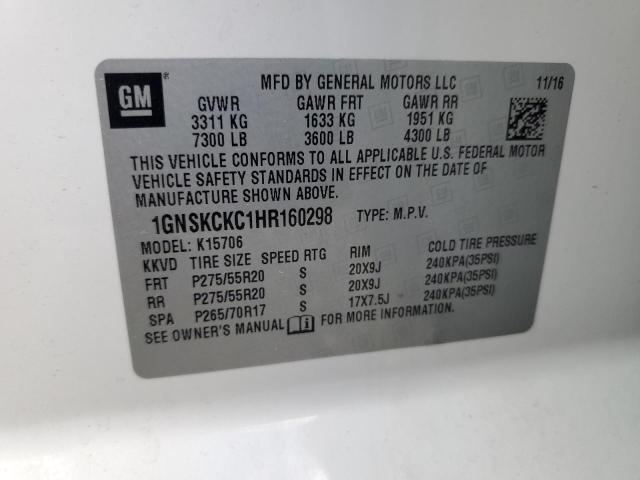 GM ®
MFD BY GENERAL MOTORS LLC 11/16
GVWR GAWR FRT GAWR RR
3311 KG 1633 KG 1951 KG
7300 LB 3600 LB 4300 LB
THIS VEHICLE CONFORMS TO ALL APPLICABLE U.S. FEDERAL MOTOR
VEHICLE SAFETY STANDARDS IN EFFECT ON THE DATE OF
MANUFACTURE SHOWN ABOVE.
1GNSKCKC1HR160298 TYPE: M.P.V.
MODEL: K15706
KKVD TIRE SIZE SPEED RTG RIM COLD TIRE PRESSURE
FRT P275/55R20 S 20X9J 240KPA(35PSI)
RR P275/55R20 S 20X9J 240KPA(35PSI)
SPA P265/70R17 S 17X7.5J 240KPA(35PSI)
SEE OWNER'S MANUAL FOR MORE INFORMATION.